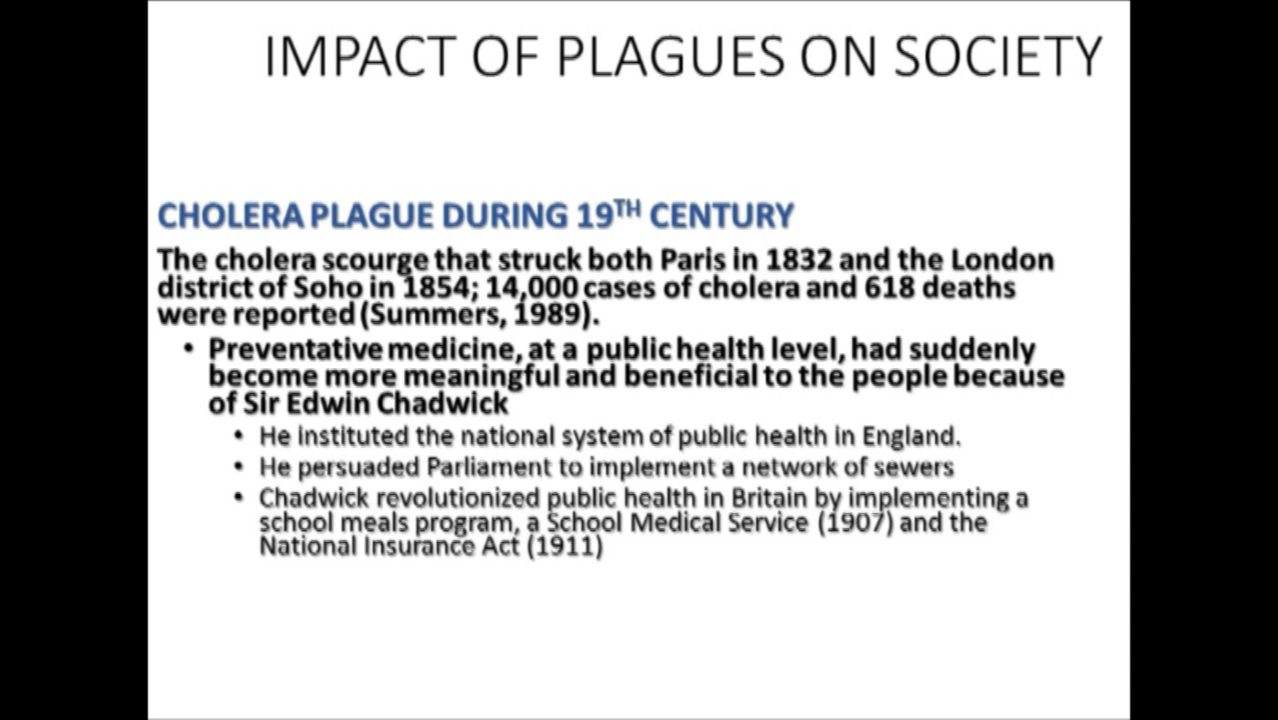 IMPACT OF PLAGUES ON SOCIETY
CHOLERA PLAGUE DURING 19TH CENTURY
The cholera scourge that struck both Paris in 1832 and the London
district of Soho in 1854; 14,000 cases of cholera and 618 deaths
were reported (Summers, 1989).
• Preventative medicine, at a public health level, had suddenly
become more meaningful and beneficial to the people because
of Sir Edwin Chadwick
• He instituted the national system of public health in England.
• He persuaded Parliament to implement a network of sewers
• Chadwick revolutionized public health in Britain by implementing a
school meals program, a School Medical Service (1907) and the
National Insurance Act (1911)